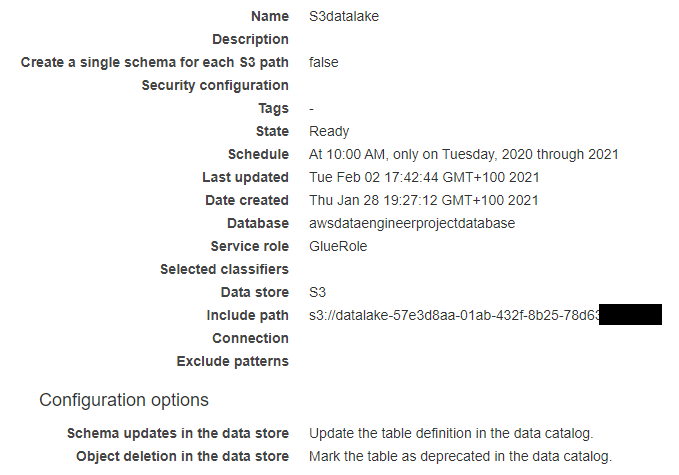 Name S3datalake
Description
Create a single schema for each S3 path false
Security configuration
Tags -
State Ready
Schedule At 10:00 AM, only on Tuesday, 2020 through 2021
Last updated Tue Feb 02 17:42:44 GMT+100 2021
Date created Thu Jan 28 19:27:12 GMT+100 2021
Database awsdataengineerprojectdatabase
Service role GlueRole
Selected classifiers
Data store S3
Include path s3://datalake-57e3d8aa-01ab-432f-8b25-78d63
Connection
Exclude patterns
Configuration options
Schema updates in the data store Update the table definition in the data catalog.
Object deletion in the data store Mark the table as deprecated in the data catalog.